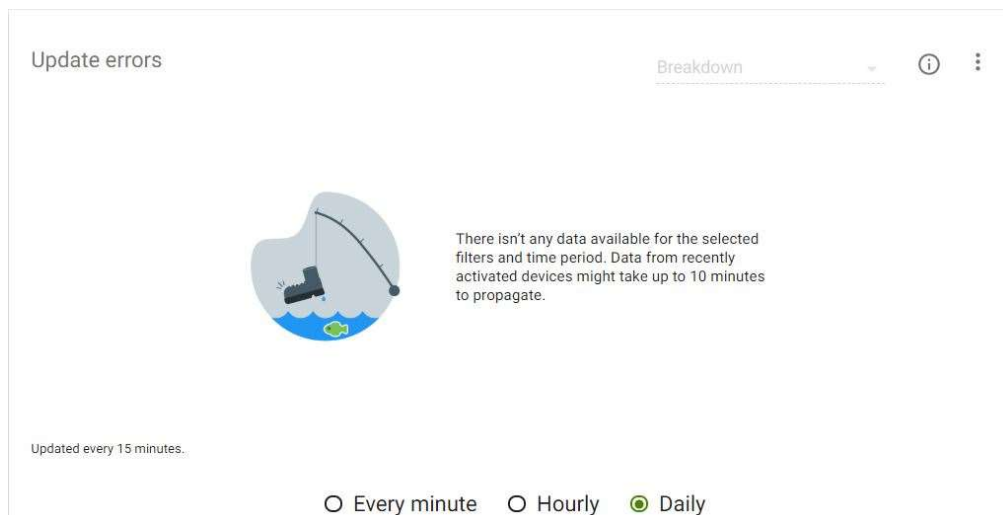 Update errors
Breakdown
There isn't any data available for the selected
filters and time period. Data from recently
activated devices might take up to 10 minutes
to propagate.
Updated every 15 minutes.
Every minute Hourly Daily